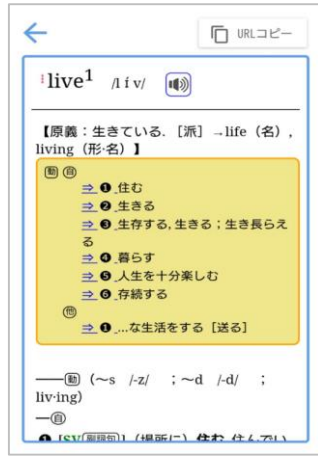 URLコピー
live1 /lív/
【原義：生きている. ［派］→life（名）,
living（形·名）】
動 自
⇒ ❶ 住む
⇒ ❷ 生きる
⇒ ❸ 生存する, 生きる；生き長らえ
る
⇒ ❹ 暮らす
⇒ ❺ 人生を十分楽しむ
⇒ ❻ 存続する
他
⇒ ❶ …な生活をする［送る］
──動（～s /-z/ ；～d /-d/ ；
liv·ing）
─自
❶ [SV(副詞句)]（場所に）住む, 住んでい